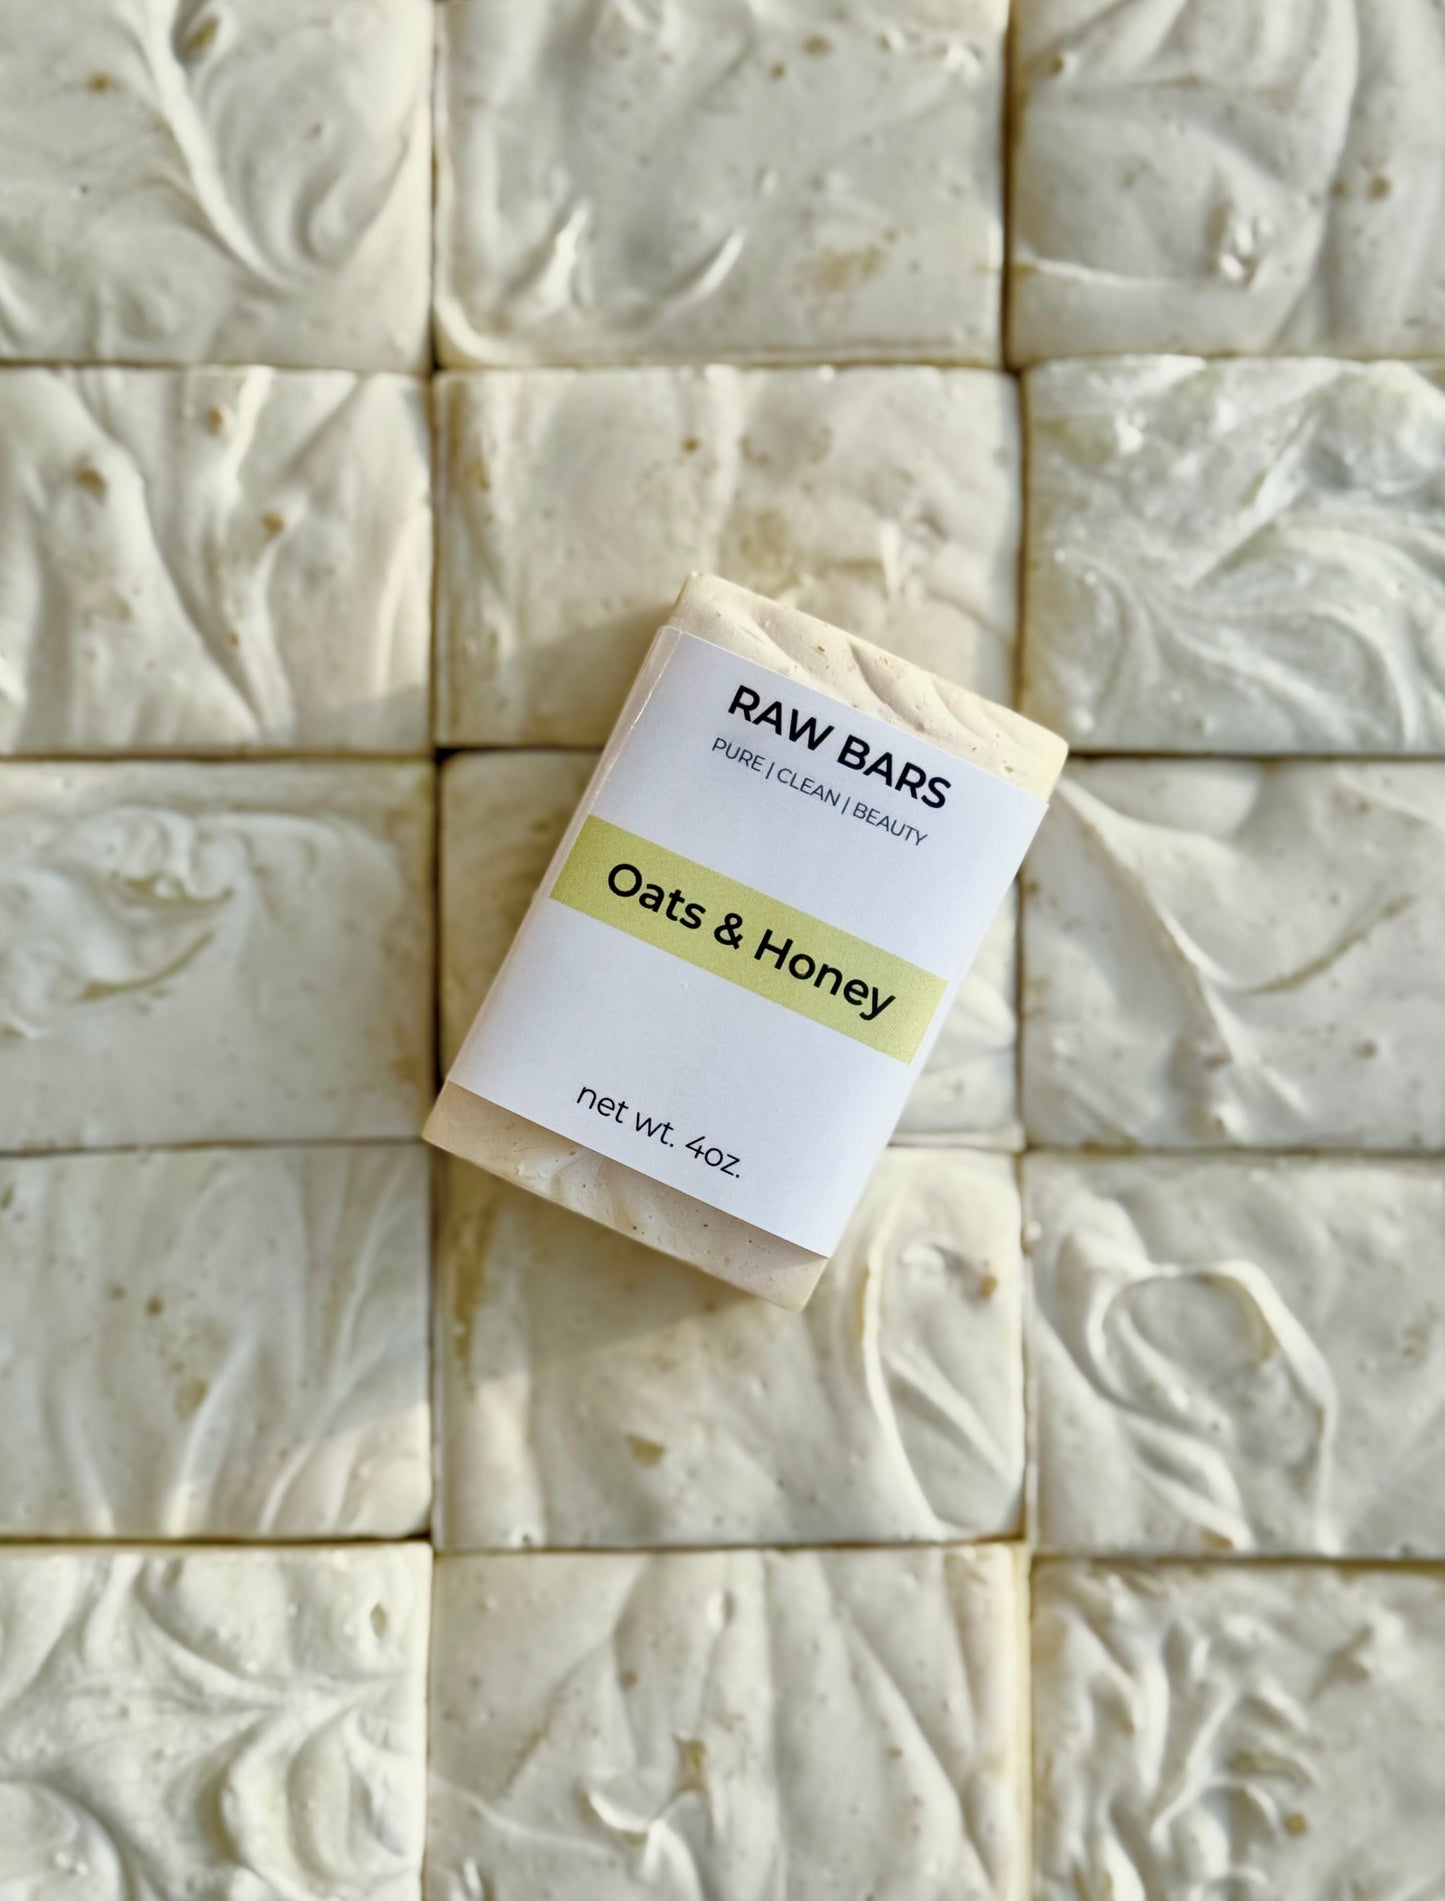 RAW BARS
PURE | CLEAN | BEAUTY
Oats & Honey
net wt. 4oz.